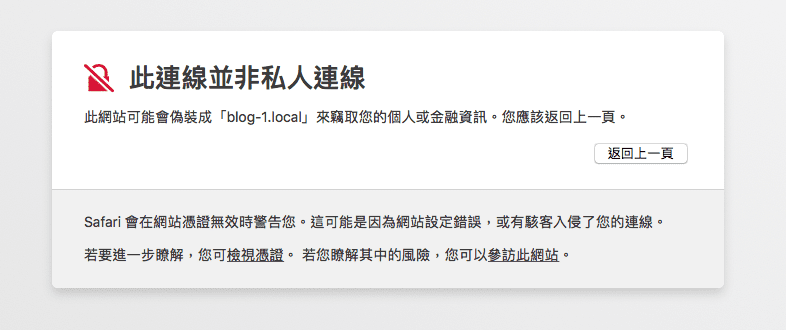 此連線並非私人連線
此網站可能會偽裝成「blog-1.local」來竊取您的個人或金融資訊。您應該返回上一頁。
返回上一頁
Safari 會在網站憑證無效時警告您。這可能是因為網站設定錯誤，或有駭客入侵了您的連線。
若要進一步瞭解，您可檢視憑證。 若您瞭解其中的風險，您可以參訪此網站。